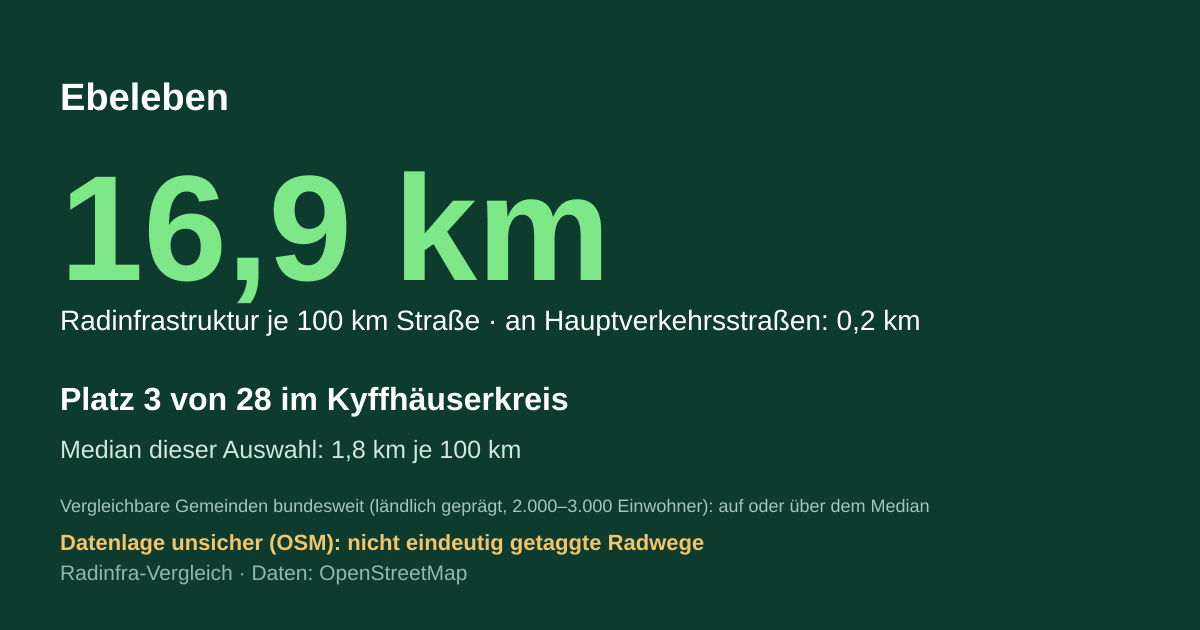 Ebeleben
16,9 km
Radinfrastruktur je 100 km Straße · an Hauptverkehrsstraßen: 0,2 km
Platz 3 von 28 im Kyffhäuserkreis
Median dieser Auswahl: 1,8 km je 100 km
Vergleichbare Gemeinden bundesweit (ländlich geprägt, 2.000–3.000 Einwohner): auf oder über dem Median
Datenlage unsicher (OSM): nicht eindeutig getaggte Radwege
Radinfra-Vergleich · Daten: OpenStreetMap